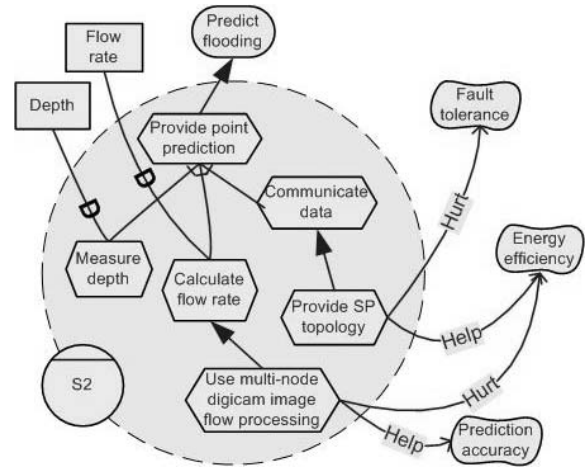 Predict
flooding
Flow
rate
Depth
Fault
tolerance
Provide point
prediction
Communicate
data
Hurt
Energy
efficiency
Measure
depth
Calculate
flow rate
Provide SP
topology
Help
S2
Use multi-node
digicam image
flow processing
Hurt
Help
Prediction
accuracy